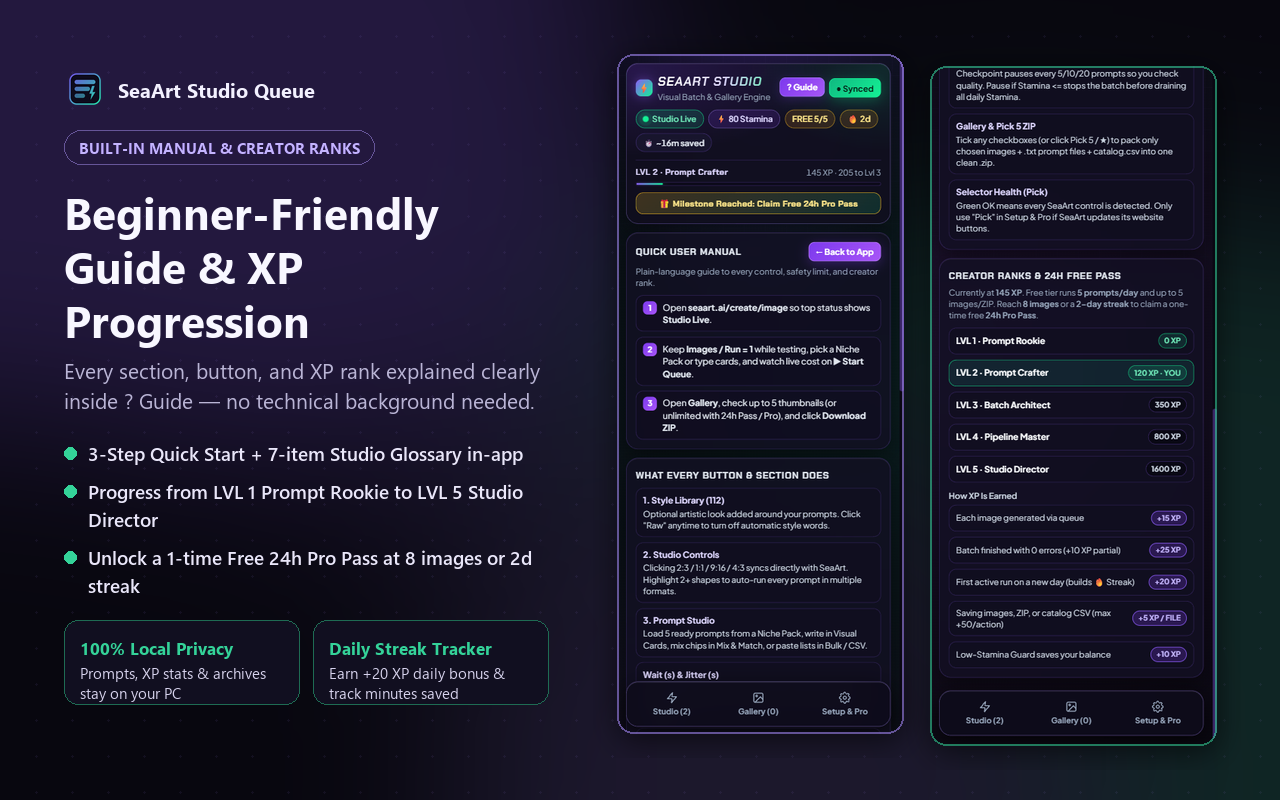 SeaArt Studio Queue
BUILT-IN MANUAL & CREATOR RANKS
Beginner-Friendly
Guide & XP
Progression
Every section, button, and XP rank explained clearly
inside ? Guide — no technical background needed.
3-Step Quick Start + 7-item Studio Glossary in-app
Progress from LVL 1 Prompt Rookie to LVL 5 Studio
Director
Unlock a 1-time Free 24h Pro Pass at 8 images or 2d
streak
100% Local Privacy
Prompts, XP stats & archives
stay on your PC
Daily Streak Tracker
Earn +20 XP daily bonus &
track minutes saved
SEAART STUDIO
Visual Batch & Gallery Engine
? Guide
● Synced
Studio Live
⚡ 80 Stamina
FREE 5/5
🔥 2d
⏰ ~16m saved
LVL 2 · Prompt Crafter
145 XP · 205 to Lvl 3
🎁 Milestone Reached: Claim Free 24h Pro Pass
QUICK USER MANUAL
← Back to App
Plain-language guide to every control, safety limit, and creator
rank.
1
Open seaart.ai/create/image so top status shows
Studio Live.
2
Keep Images / Run = 1 while testing, pick a Niche
Pack or type cards, and watch live cost on ▶ Start
Queue.
3
Open Gallery, check up to 5 thumbnails (or
unlimited with 24h Pass / Pro), and click Download
ZIP.
WHAT EVERY BUTTON & SECTION DOES
1. Style Library (112)
Optional artistic look added around your prompts. Click
"Raw" anytime to turn off automatic style words.
2. Studio Controls
Clicking 2:3 / 1:1 / 9:16 / 4:3 syncs directly with SeaArt.
Highlight 2+ shapes to auto-run every prompt in multiple
formats.
3. Prompt Studio
Load 5 ready prompts from a Niche Pack, write in Visual
Cards, mix chips in Mix & Match, or paste lists in Bulk / CSV.
Wait (s) & Jitter (s)
Studio (2)
Gallery (0)
Setup & Pro
Checkpoint pauses every 5/10/20 prompts so you check
quality. Pause if Stamina <= stops the batch before draining
all daily Stamina.
Gallery & Pick 5 ZIP
Tick any checkboxes (or click Pick 5 / ★) to pack only
chosen images + .txt prompt files + catalog.csv into one
clean .zip.
Selector Health (Pick)
Green OK means every SeaArt control is detected. Only
use "Pick" in Setup & Pro if SeaArt updates its website
buttons.
CREATOR RANKS & 24H FREE PASS
Currently at 145 XP. Free tier runs 5 prompts/day and up to 5
images/ZIP. Reach 8 images or a 2-day streak to claim a one-
time free 24h Pro Pass.
LVL 1 · Prompt Rookie
0 XP
LVL 2 · Prompt Crafter
120 XP · YOU
LVL 3 · Batch Architect
350 XP
LVL 4 · Pipeline Master
800 XP
LVL 5 · Studio Director
1600 XP
How XP Is Earned
Each image generated via queue
+15 XP
Batch finished with 0 errors (+10 XP partial)
+25 XP
First active run on a new day (builds 🔥 Streak)
+20 XP
Saving images, ZIP, or catalog CSV (max
+50/action)
+5 XP / FILE
Low-Stamina Guard saves your balance
+10 XP
Studio (2)
Gallery (0)
Setup & Pro